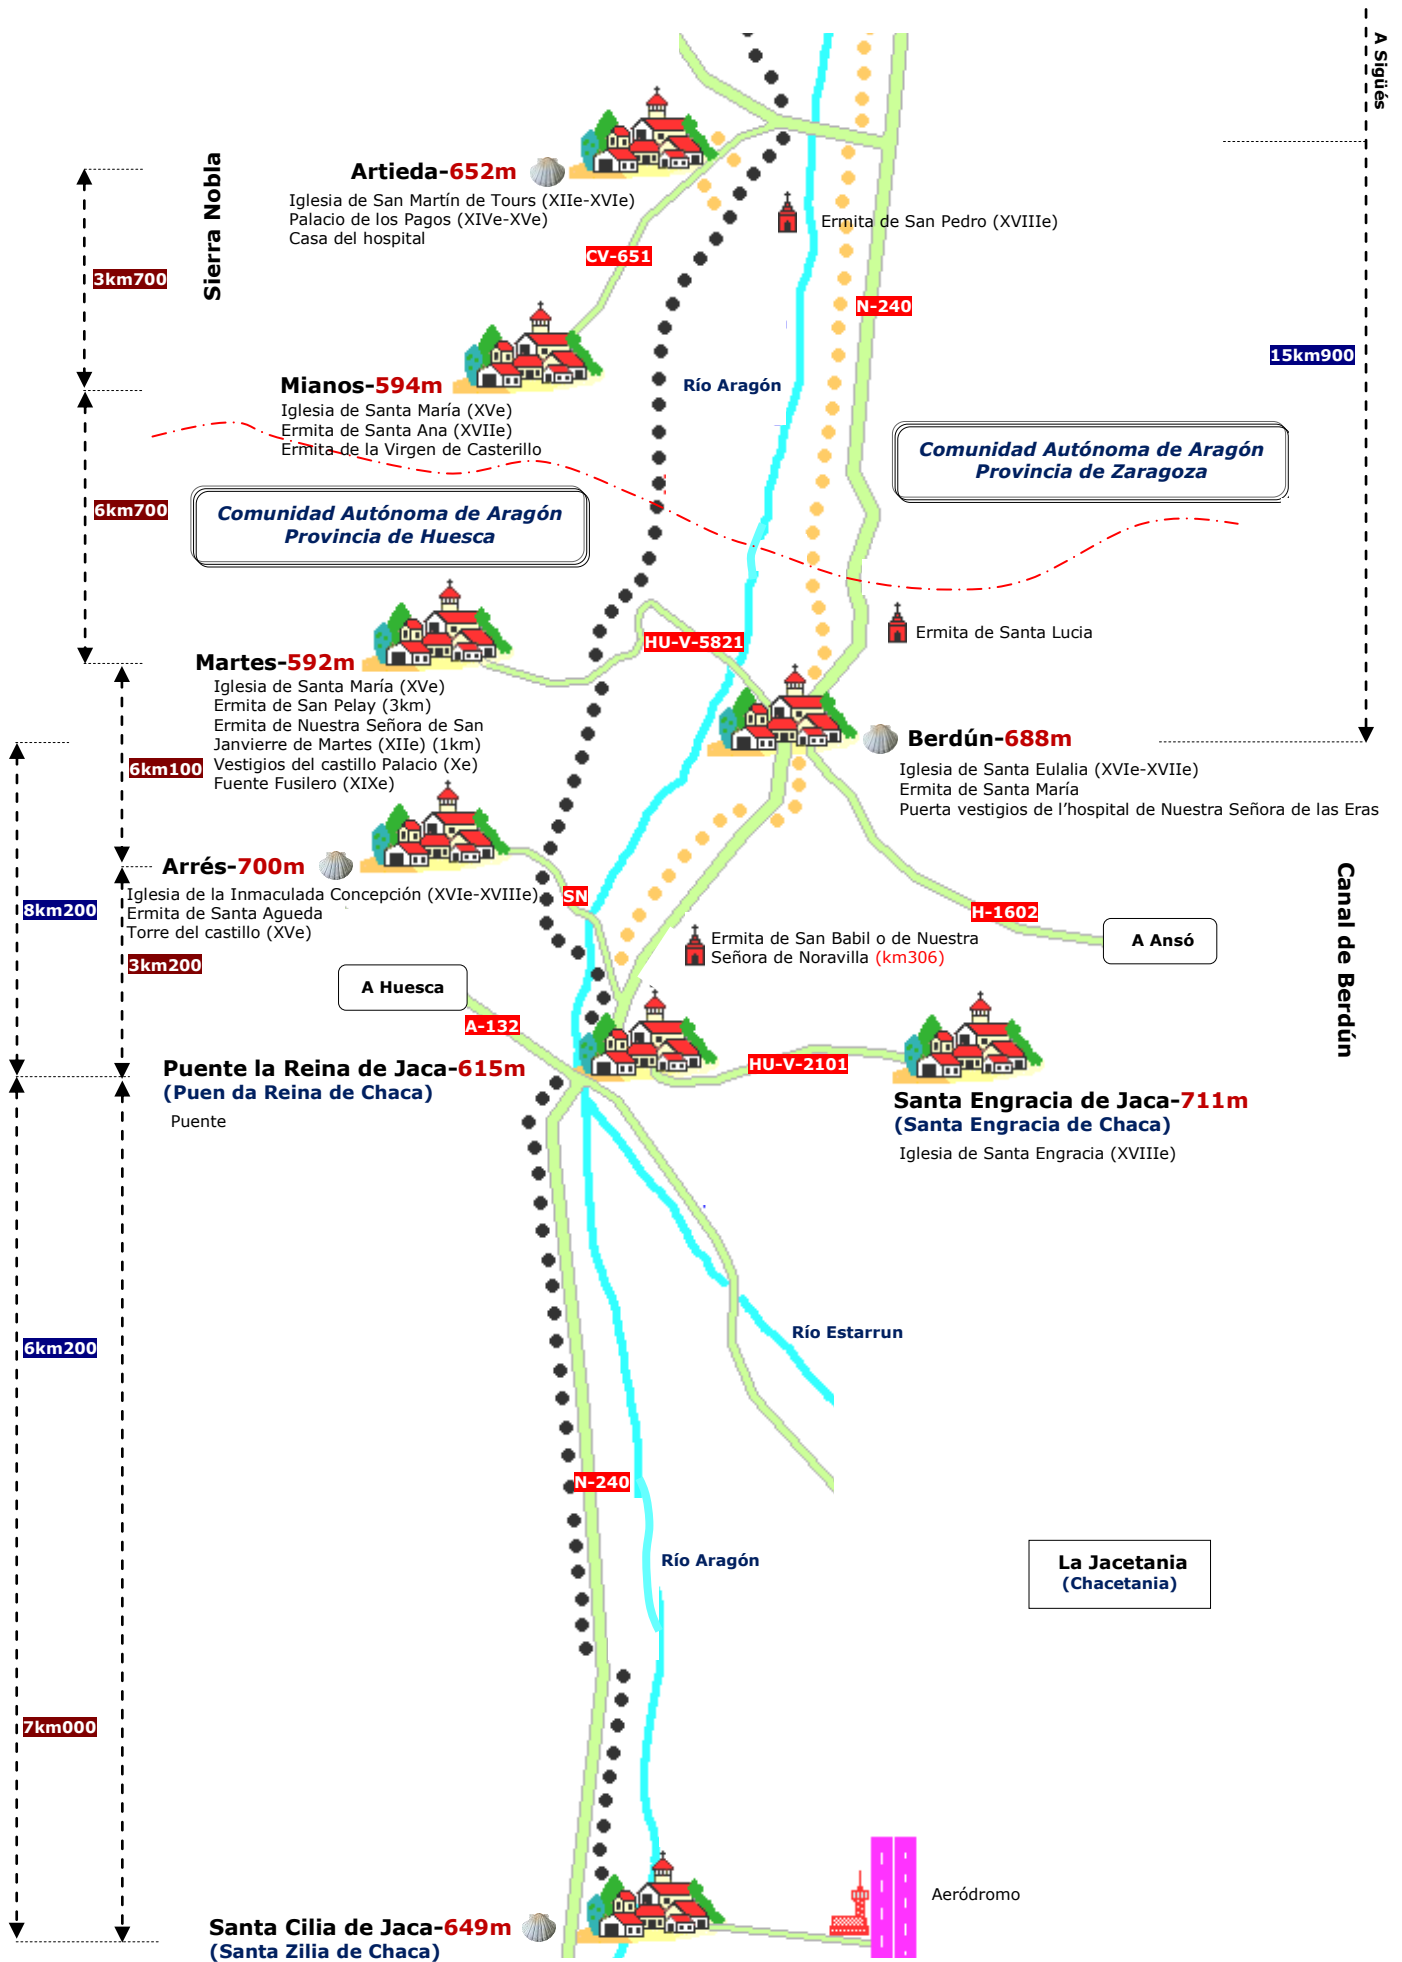 A Sigüés
Sierra Nobla
Artieda-652m
Iglesia de San Martín de Tours (XIIe-XVIe)
Palacio de los Pagos (XIVe-XVe)
Casa del hospital
Ermita de San Pedro (XVIIIe)
CV-651
3km700
N-240
15km900
Mianos-594m
Río Aragón
Iglesia de Santa María (XVe)
Ermita de Santa Ana (XVIIe)
Ermita de la Virgen de Casterillo
Comunidad Autónoma de Aragón
Provincia de Zaragoza
6km700
Comunidad Autónoma de Aragón
Provincia de Huesca
Ermita de Santa Lucia
HU-V-5821
Martes-592m
Iglesia de Santa María (XVe)
Ermita de San Pelay (3km)
Ermita de Nuestra Señora de San
Janvierre de Martes (XIIe) (1km)
Vestigios del castillo Palacio (Xe)
Fuente Fusilero (XIXe)
Berdún-688m
Iglesia de Santa Eulalia (XVIe-XVIIe)
Ermita de Santa María
Puerta vestigios de l'hospital de Nuestra Señora de las Eras
6km100
Arrés-700m
Iglesia de la Inmaculada Concepción (XVIe-XVIIIe)
Ermita de Santa Agueda
Torre del castillo (XVe)
SN
8km200
H-1602
A Ansó
Canal de Berdún
Ermita de San Babil o de Nuestra
Señora de Noravilla (km306)
3km200
A Huesca
A-132
Puente la Reina de Jaca-615m
(Puen da Reina de Chaca)
Puente
HU-V-2101
Santa Engracia de Jaca-711m
(Santa Engracia de Chaca)
Iglesia de Santa Engracia (XVIIIe)
6km200
Río Estarrun
N-240
Río Aragón
La Jacetania
(Chacetania)
7km000
Aeródromo
Santa Cilia de Jaca-649m
(Santa Zilia de Chaca)